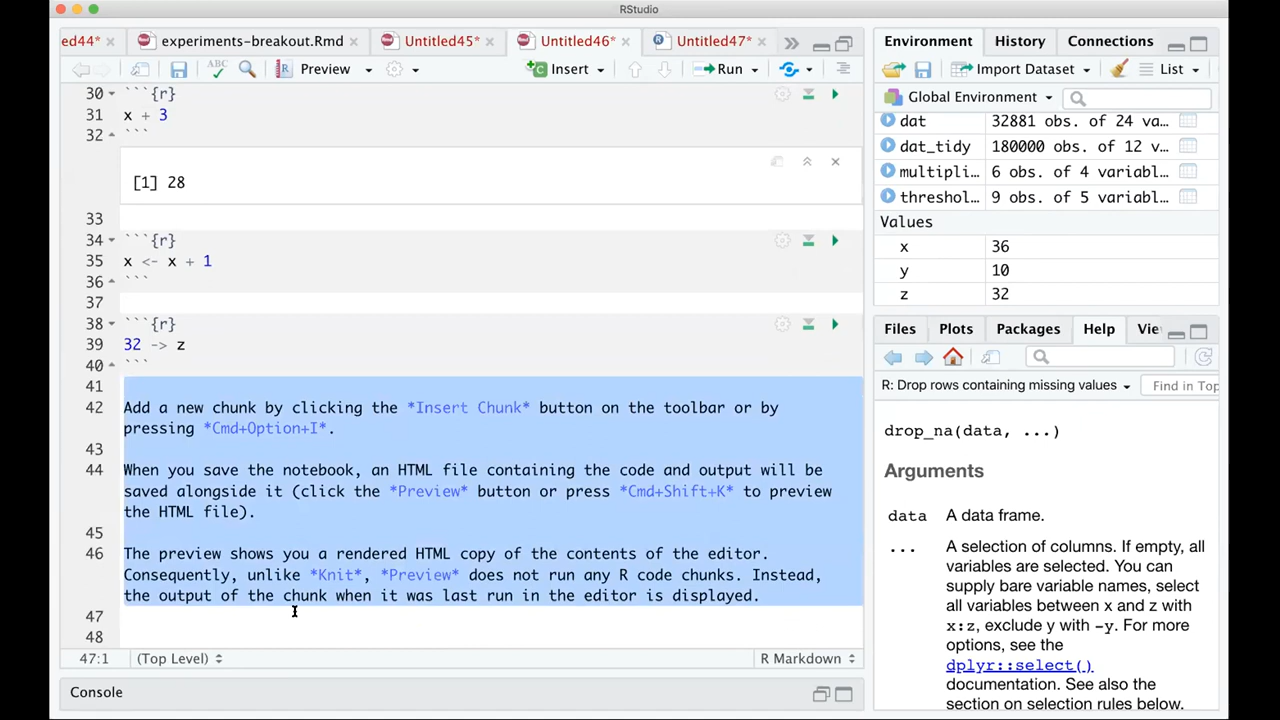 RStudio
ed44*
experiments-breakout.Rmd
Untitled45*
Untitled46*
Untitled47*
ABC
Preview
Insert
Run
30 ```{r}
31 x + 3
32 ```
[1] 28
33
34 ```{r}
35 x <- x + 1
36 ```
37
38 ```{r}
39 32 -> z
40 ```
41
42 Add a new chunk by clicking the *Insert Chunk* button on the toolbar or by
pressing *Cmd+Option+I*.
43
44 When you save the notebook, an HTML file containing the code and output will be
saved alongside it (click the *Preview* button or press *Cmd+Shift+K* to preview
the HTML file).
45
46 The preview shows you a rendered HTML copy of the contents of the editor.
Consequently, unlike *Knit*, *Preview* does not run any R code chunks. Instead,
the output of the chunk when it was last run in the editor is displayed.
47
48
47:1 (Top Level) R Markdown
Console
Environment History Connections
Import Dataset List
Global Environment
dat 32881 obs. of 24 va…
dat_tidy 180000 obs. of 12 v…
multipli… 6 obs. of 4 variabl…
threshol… 9 obs. of 5 variabl…
Values
x 36
y 10
z 32
Files Plots Packages Help Vie
R: Drop rows containing missing values Find in Top
drop_na(data, ...)
Arguments
data A data frame.
... A selection of columns. If empty, all
variables are selected. You can
supply bare variable names, select
all variables between x and z with
x:z, exclude y with -y. For more
options, see the
dplyr::select()
documentation. See also the
section on selection rules below.